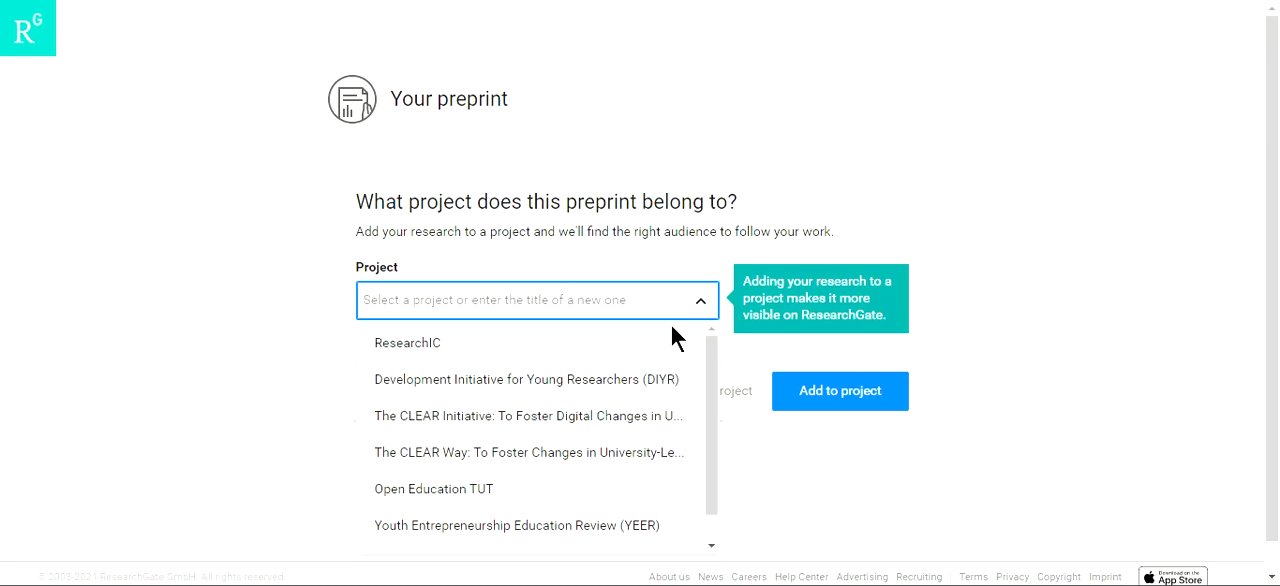 RG
Your preprint
What project does this preprint belong to?
Add your research to a project and we'll find the right audience to follow your work.
Project
Select a project or enter the title of a new one
Adding your research to a
project makes it more
visible on ResearchGate.
ResearchIC
Development Initiative for Young Researchers (DIYR)
roject
Add to project
The CLEAR Initiative: To Foster Digital Changes in U...
The CLEAR Way: To Foster Changes in University-Le...
Open Education TUT
Youth Entrepreneurship Education Review (YEER)
© 2008-2021 ResearchGate GmbH. All rights reserved.
About us News Careers Help Center Advertising Recruiting Terms Privacy Copyright Imprint
Download on the
App Store